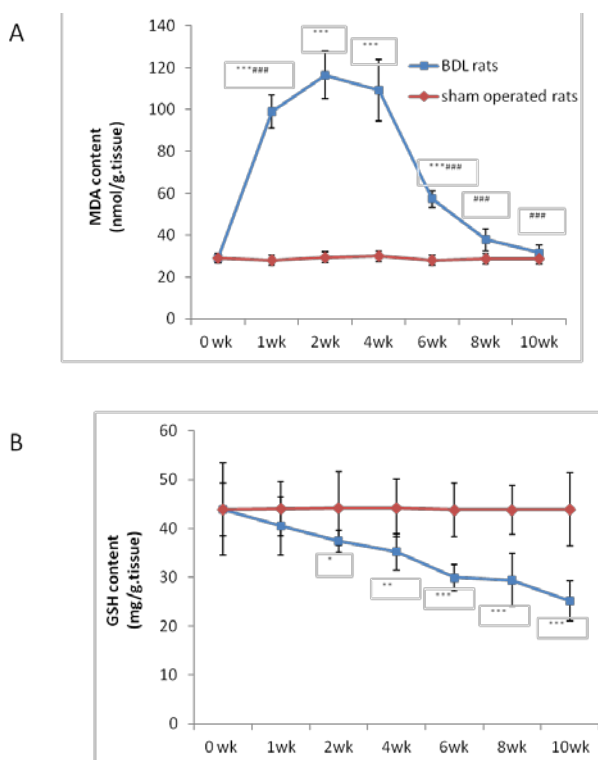 A
MDA content
(nmol/g.tissue)
140
120
100
80
60
40
20
0
***###
***
***
***###
###
###
BDL rats
sham operated rats
0 wk 1wk 2wk 4wk 6wk 8wk 10wk
B
GSH content
(mg/g.tissue)
60
50
40
30
20
10
0
*
**
***
***
***
0 wk 1wk 2wk 4wk 6wk 8wk 10wk